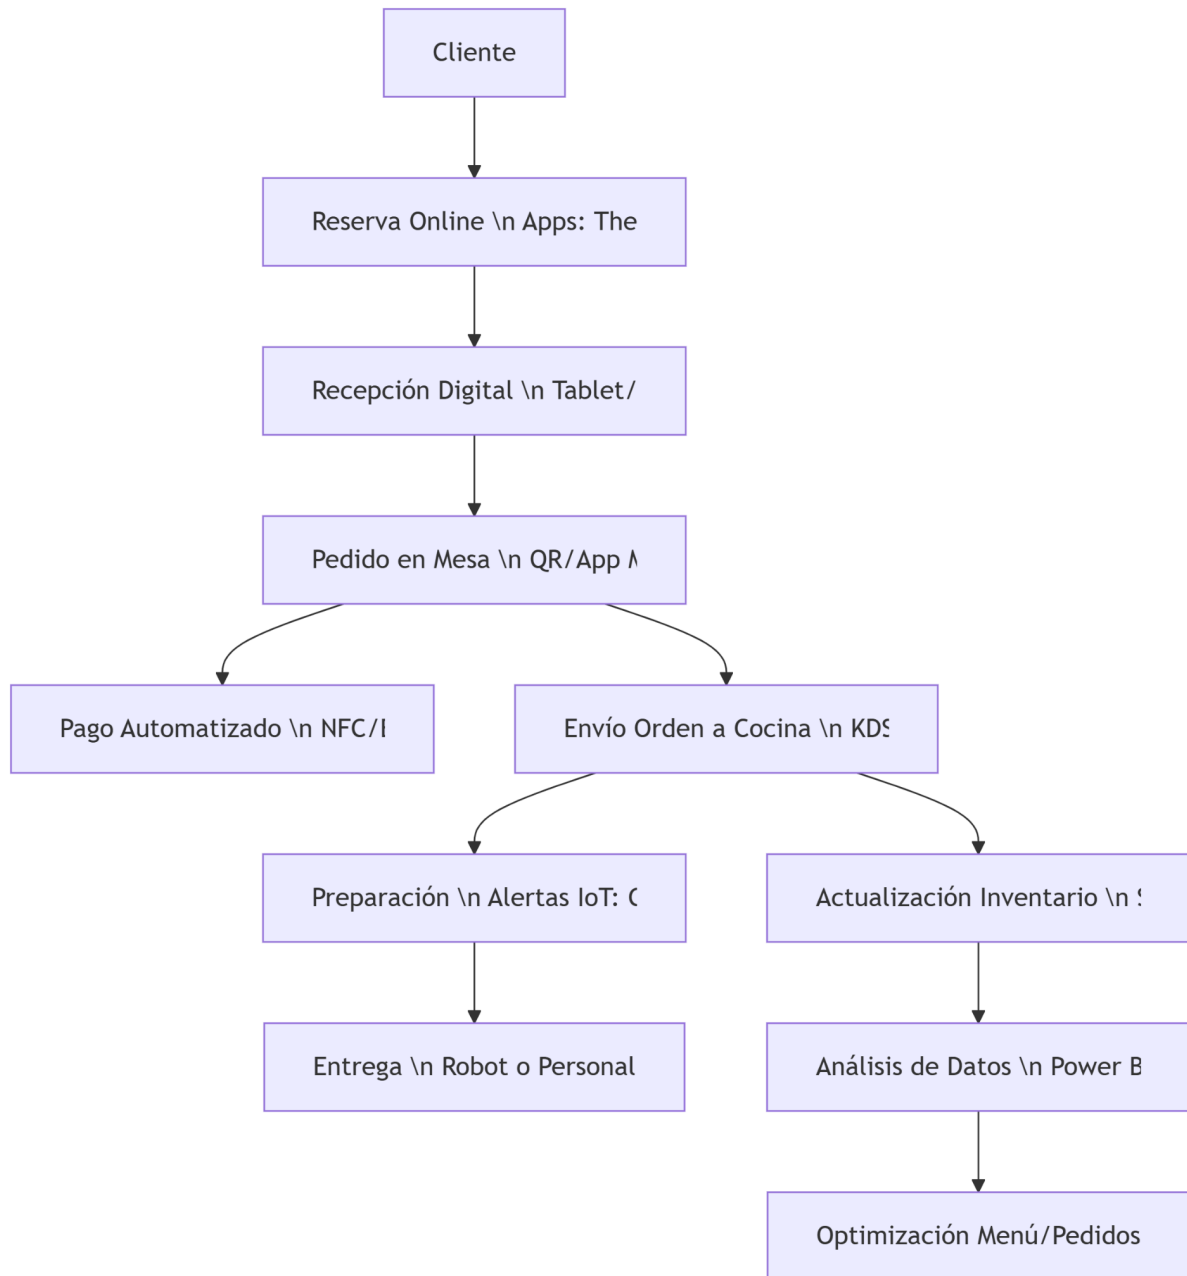 Cliente
Reserva Online \n Apps: The
Recepción Digital \n Tablet/
Pedido en Mesa \n QR/App
Pago Automatizado \n NFC/
Envío Orden a Cocina \n KDS
Preparación \n Alertas IoT:
Actualización Inventario \n
Entrega \n Robot o Personal
Análisis de Datos \n Power B
Optimización Menú/Pedidos